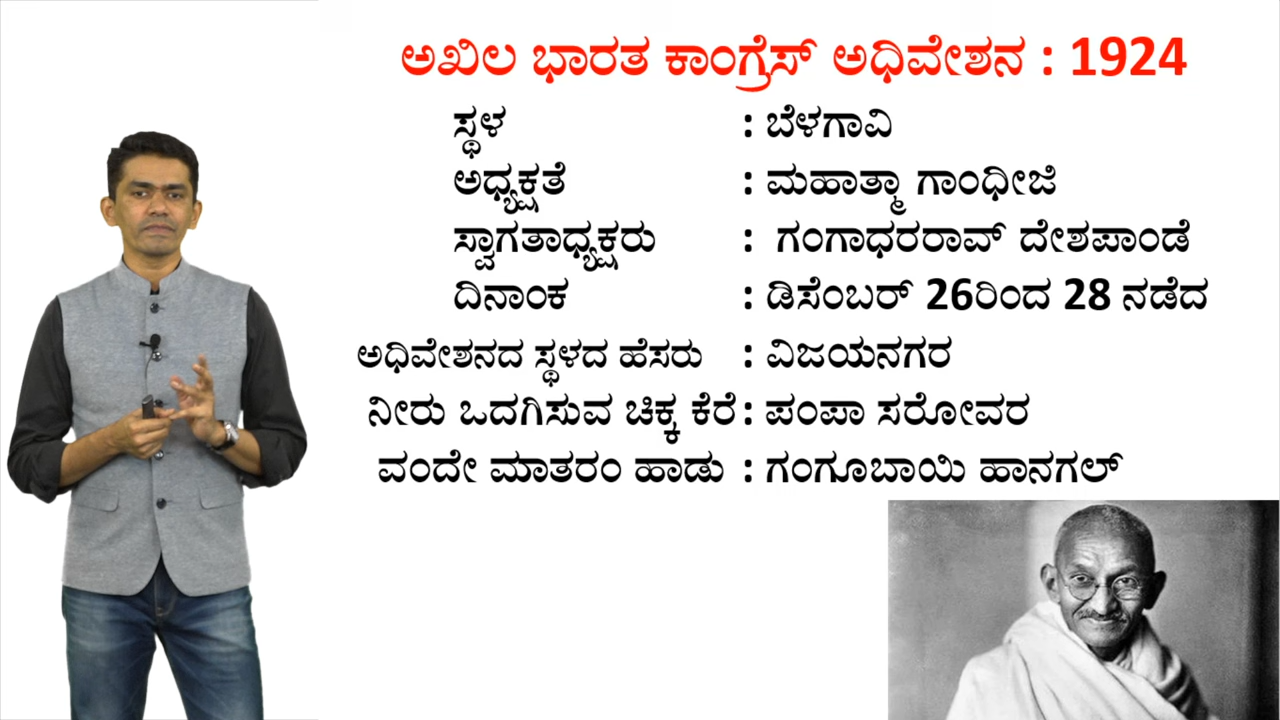 ಅಖಿಲ ಭಾರತ ಕಾಂಗ್ರೆಸ್ ಅಧಿವೇಶನ : 1924
ಸ್ಥಳ : ಬೆಳಗಾವಿ
ಅಧ್ಯಕ್ಷತೆ : ಮಹಾತ್ಮಾ ಗಾಂಧೀಜಿ
ಸ್ವಾಗತಾಧ್ಯಕ್ಷರು : ಗಂಗಾಧರರಾವ್ ದೇಶಪಾಂಡೆ
ದಿನಾಂಕ : ಡಿಸೆಂಬರ್ 26ರಿಂದ 28 ನಡೆದ
ಅಧಿವೇಶನದ ಸ್ಥಳದ ಹೆಸರು : ವಿಜಯನಗರ
ನೀರು ಒದಗಿಸುವ ಚಿಕ್ಕ ಕೆರೆ : ಪಂಪಾ ಸರೋವರ
ವಂದೇ ಮಾತರಂ ಹಾಡು : ಗಂಗೂಬಾಯಿ ಹಾನಗಲ್